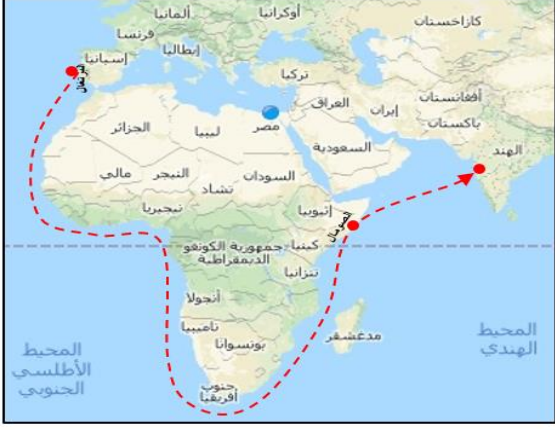 ألمانيا
أوكرانيا
كازاخستان
فرنسا
إيطاليا
إسبانيا
البرتغال
تركيا
أفغانستان
العراق
إيران
باكستان
الجزائر
ليبيا
مصر
السعودية
الهند
مالي
النيجر
تشاد
السودان
نيجيريا
إثيوبيا
الصومال
جمهورية الكونغو
الديمقراطية
كينيا
تنزانيا
أنجولا
ناميبيا
بوتسوانا
مدغشقر
جنوب
أفريقيا
المحيط
الأطلسي
الجنوبي
المحيط
الهندي